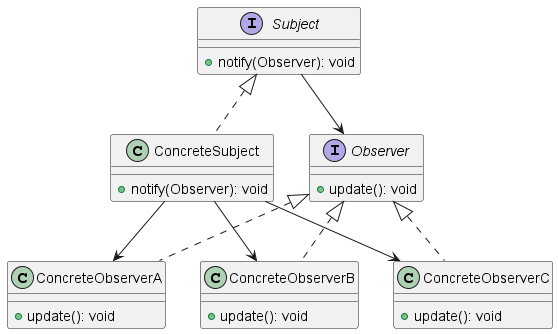 I Subject
notify(Observer): void
C ConcreteSubject
notify(Observer): void
I Observer
update(): void
C ConcreteObserverA
update(): void
C ConcreteObserverB
update(): void
C ConcreteObserverC
update(): void